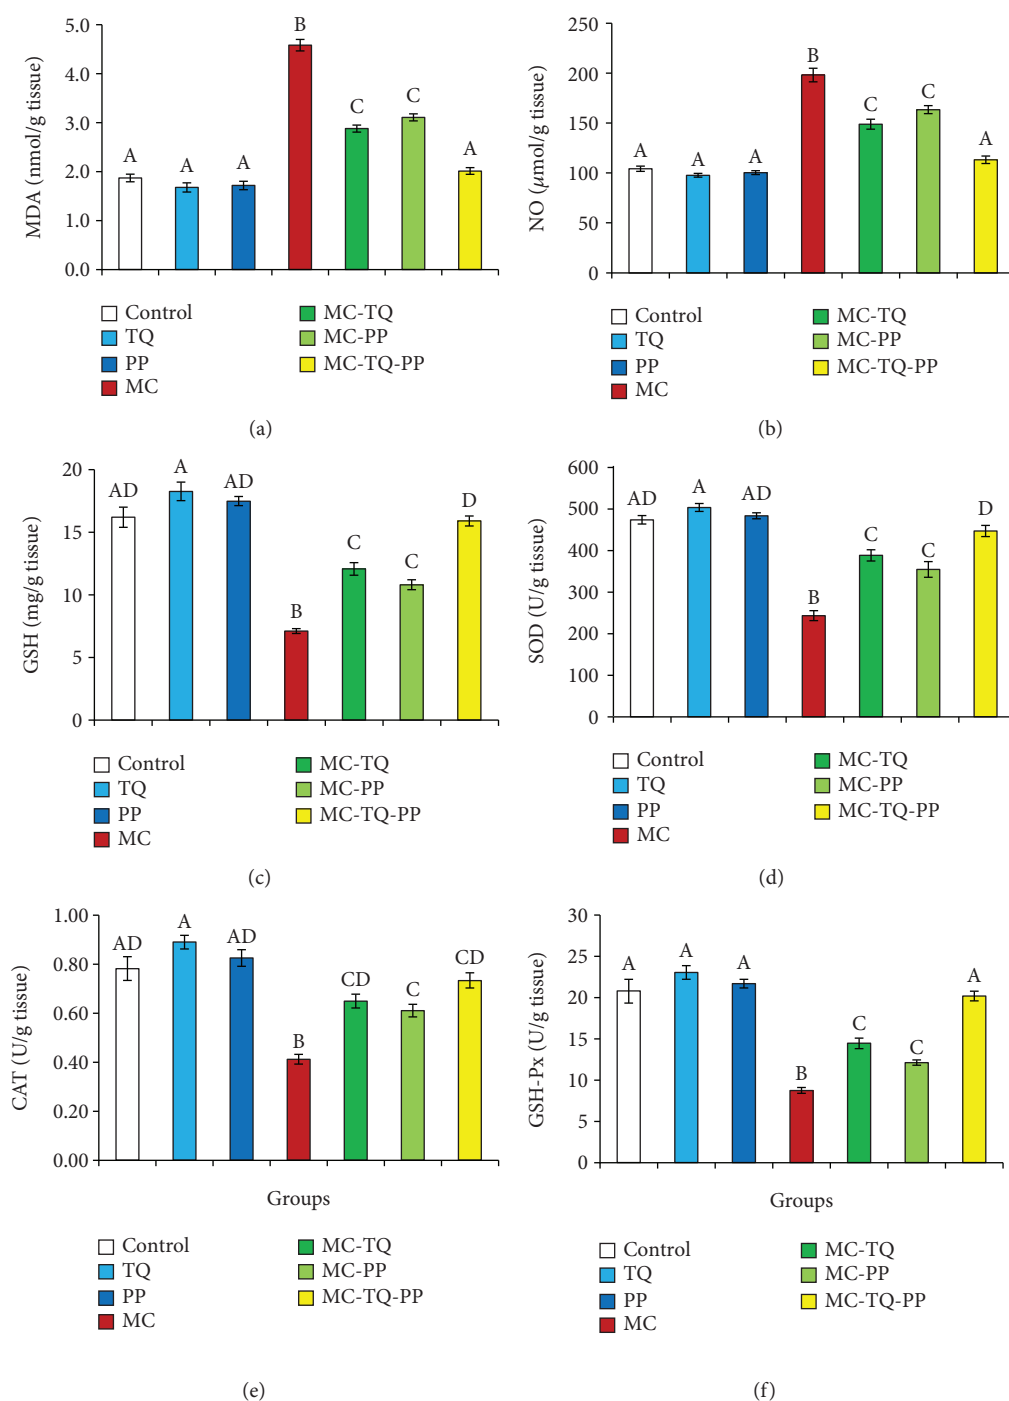 5.0
4.0
3.0
2.0
1.0
0.0
MDA (nmol/g tissue)
A
A
A
B
C
C
A
Control
TQ
PP
MC
MC-TQ
MC-PP
MC-TQ-PP
(a)
250
200
150
100
50
0
NO (μmol/g tissue)
A
A
A
B
C
C
A
Control
TQ
PP
MC
MC-TQ
MC-PP
MC-TQ-PP
(b)
20
15
10
5
0
GSH (mg/g tissue)
AD
A
AD
B
C
C
D
Control
TQ
PP
MC
MC-TQ
MC-PP
MC-TQ-PP
(c)
600
500
400
300
200
100
0
SOD (U/g tissue)
AD
A
AD
B
C
C
D
Control
TQ
PP
MC
MC-TQ
MC-PP
MC-TQ-PP
(d)
1.00
0.80
0.60
0.40
0.20
0.00
CAT (U/g tissue)
AD
A
AD
B
CD
C
CD
Groups
Control
TQ
PP
MC
MC-TQ
MC-PP
MC-TQ-PP
(e)
30
25
20
15
10
5
0
GSH-Px (U/g tissue)
A
A
A
B
C
C
A
Groups
Control
TQ
PP
MC
MC-TQ
MC-PP
MC-TQ-PP
(f)